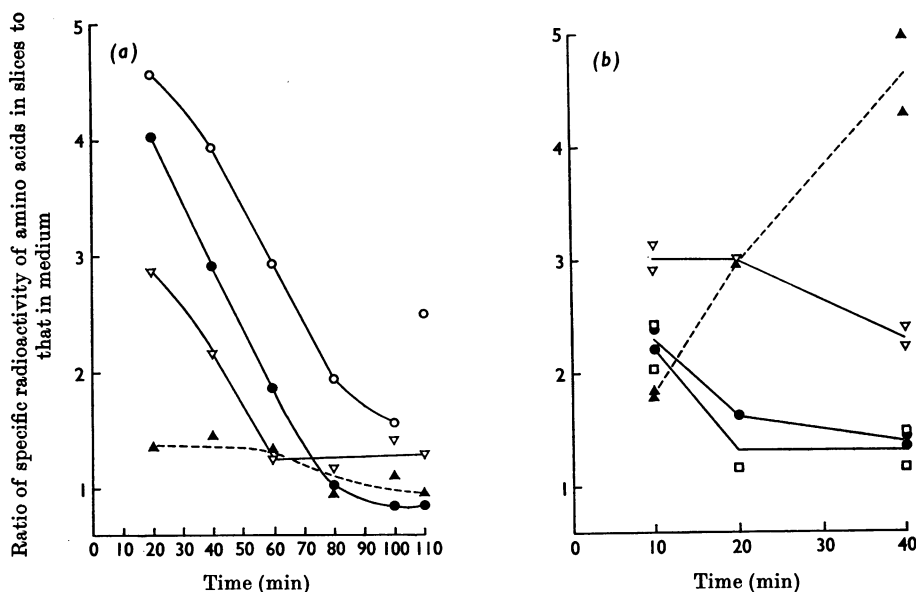 Ratio of specific radioactivity of amino acids in slices to
that in medium
(a)
5
4
3
2
1
0 10 20 30 40 50 60 70 80 90 100 110
Time (min)
(b)
5
4
3
2
1
0 10 20 30 40
Time (min)